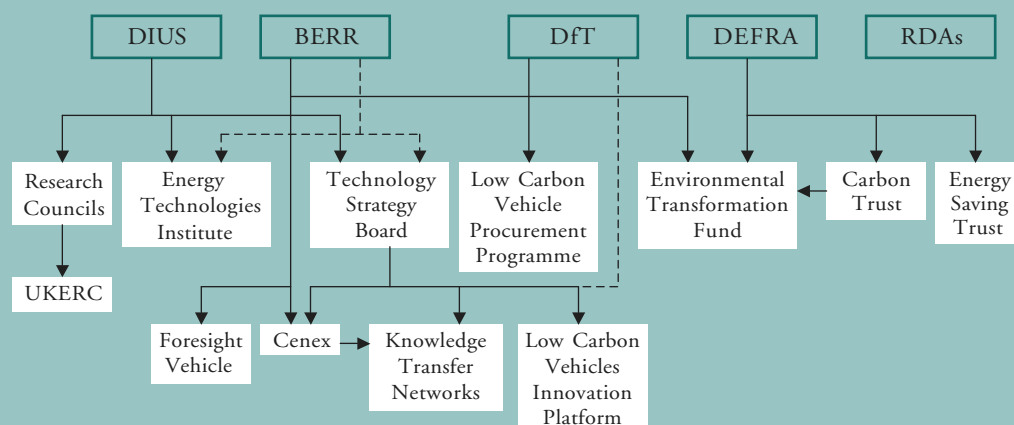 DIUS
BERR
DfT
DEFRA
RDAs
Research
Councils
Energy
Technologies
Institute
Technology
Strategy
Board
Low Carbon
Vehicle
Procurement
Programme
Environmental
Transformation
Fund
Carbon
Trust
Energy
Saving
Trust
UKERC
Foresight
Vehicle
Cenex
Knowledge
Transfer
Networks
Low Carbon
Vehicles
Innovation
Platform